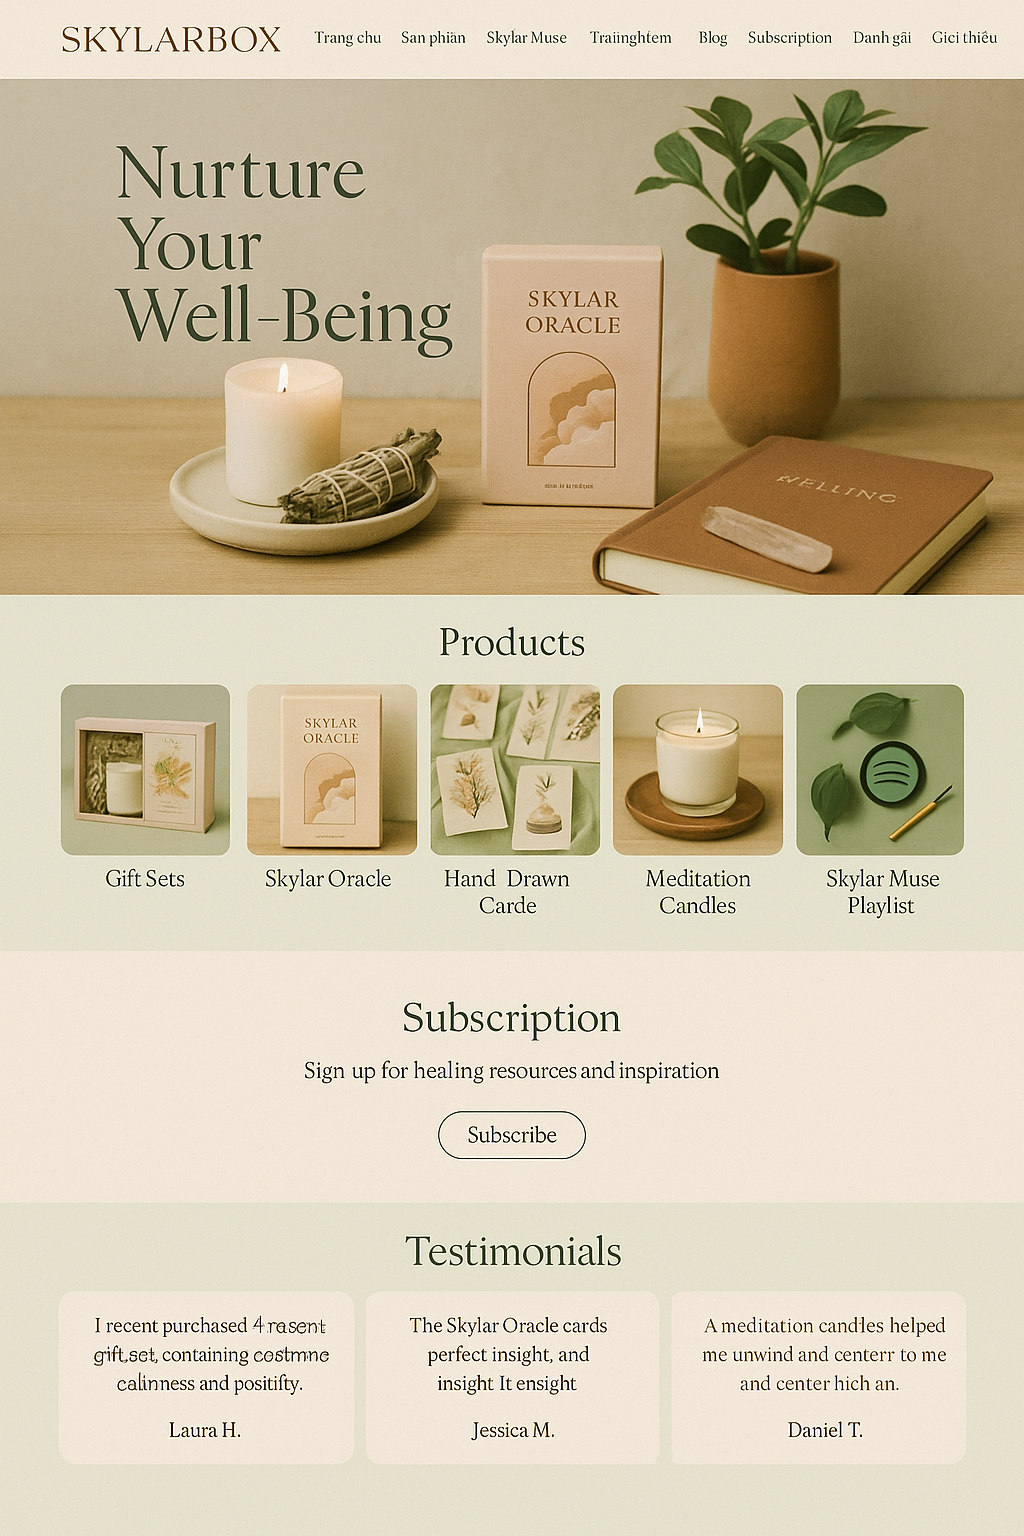 SKYLARBOX
Trang chu San phiän Skylar Muse Traiinghtem Blog Subscription Danh gãi Gici thiếu
Nurture
Your
Well-Being
SKYLAR
ORACLE
WELLING
Products
SKYLAR
ORACLE
Gift Sets
Skylar Oracle
Hand Drawn
Carde
Meditation
Candles
Skylar Muse
Playlist
Subscription
Sign up for healing resources and inspiration
Subscribe
Testimonials
I recent purchased 4 rasent
gift.set, containing costmne
calinness and positifty.
Laura H.
The Skylar Oracle cards
perfect insight, and
insight It ensight
Jessica M.
A meditation candles helped
me unwind and centerr to me
and center hich an.
Daniel T.